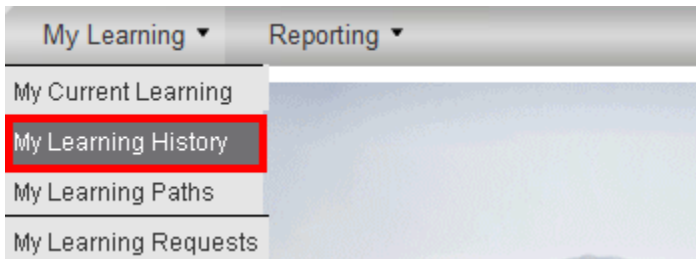 My Learning ▼ Reporting ▼
My Current Learning
My Learning History
My Learning Paths
My Learning Requests